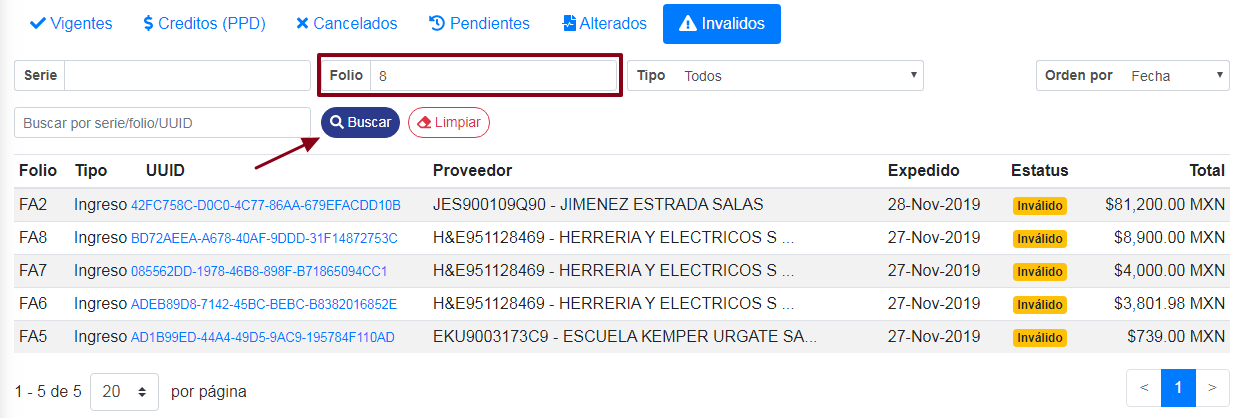 Vigentes Creditos (PPD) Cancelados Pendientes Alterados Invalidos
Serie Folio 8 Tipo Todos Orden por Fecha
Buscar por serie/folio/UUID Buscar Limpiar
Folio Tipo UUID Proveedor Expedido Estatus Total
FA2 Ingreso 42FC758C-D0C0-4C77-86AA-679EFACDD10B JES900109Q90 - JIMENEZ ESTRADA SALAS 28-Nov-2019 Inválido $81,200.00 MXN
FA8 Ingreso BD72AEEA-A678-40AF-9DDD-31F14872753C H&E951128469 - HERRERIA Y ELECTRICOS S ... 27-Nov-2019 Inválido $8,900.00 MXN
FA7 Ingreso 085562DD-1978-46B8-898F-B71865094CC1 H&E951128469 - HERRERIA Y ELECTRICOS S ... 27-Nov-2019 Inválido $4,000.00 MXN
FA6 Ingreso ADEB89D8-7142-45BC-BEBC-B8382016852E H&E951128469 - HERRERIA Y ELECTRICOS S ... 27-Nov-2019 Inválido $3,801.98 MXN
FA5 Ingreso AD1B99ED-44A4-49D5-9AC9-195784F110AD EKU9003173C9 - ESCUELA KEMPER URGATE SA... 27-Nov-2019 Inválido $739.00 MXN
1 - 5 de 5 20 por página < 1 >